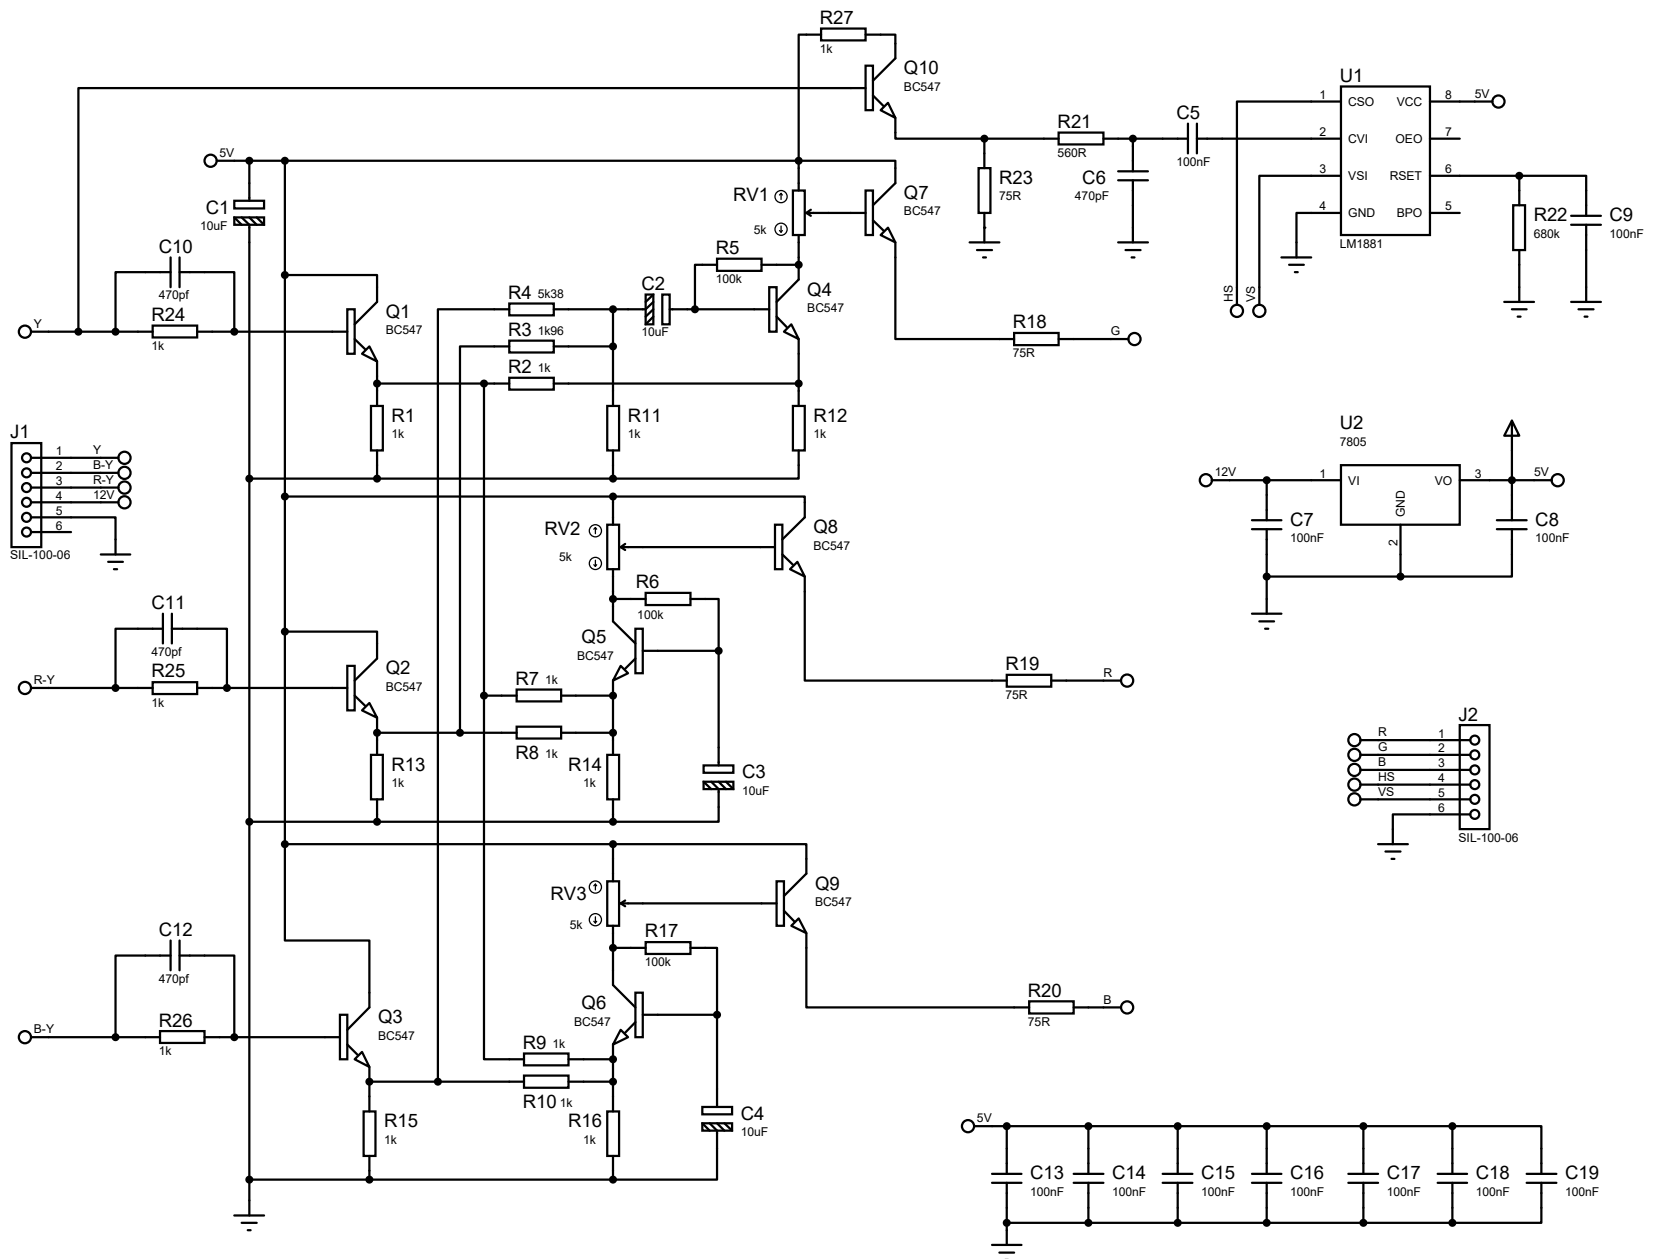 R27
1k
Q10
BC547
U1
1 CSO VCC 8 5V
2 CVI OEO 7
3 VSI RSET 6
4 GND BPO 5
LM1881
HS
VS
R21
560R
C5
100nF
R23
75R
C6
470pF
R22
680k
C9
100nF
5V
C1
10uF
RV1
5k
Q7
BC547
C10
470pf
R24
1k
Y
Q1
BC547
R5
100k
R4 5k38
C2
10uF
Q4
BC547
R3 1k96
R2 1k
R18
75R
G
R1
1k
R11
1k
R12
1k
J1
1 Y
2 B-Y
3 R-Y
4 12V
5
6
SIL-100-06
U2
7805
12V 1 VI VO 3 5V
GND
2
C7
100nF
C8
100nF
RV2
5k
Q8
BC547
R6
100k
C11
470pf
R25
1k
R-Y
Q2
BC547
Q5
BC547
R7 1k
R8 1k
R19
75R
R
R13
1k
R14
1k
C3
10uF
J2
R 1
G 2
B 3
HS 4
VS 5
6
SIL-100-06
RV3
5k
Q9
BC547
R17
100k
C12
470pf
R26
1k
B-Y
Q3
BC547
Q6
BC547
R20
75R
B
R9 1k
R10 1k
R15
1k
R16
1k
C4
10uF
5V
C13
100nF
C14
100nF
C15
100nF
C16
100nF
C17
100nF
C18
100nF
C19
100nF